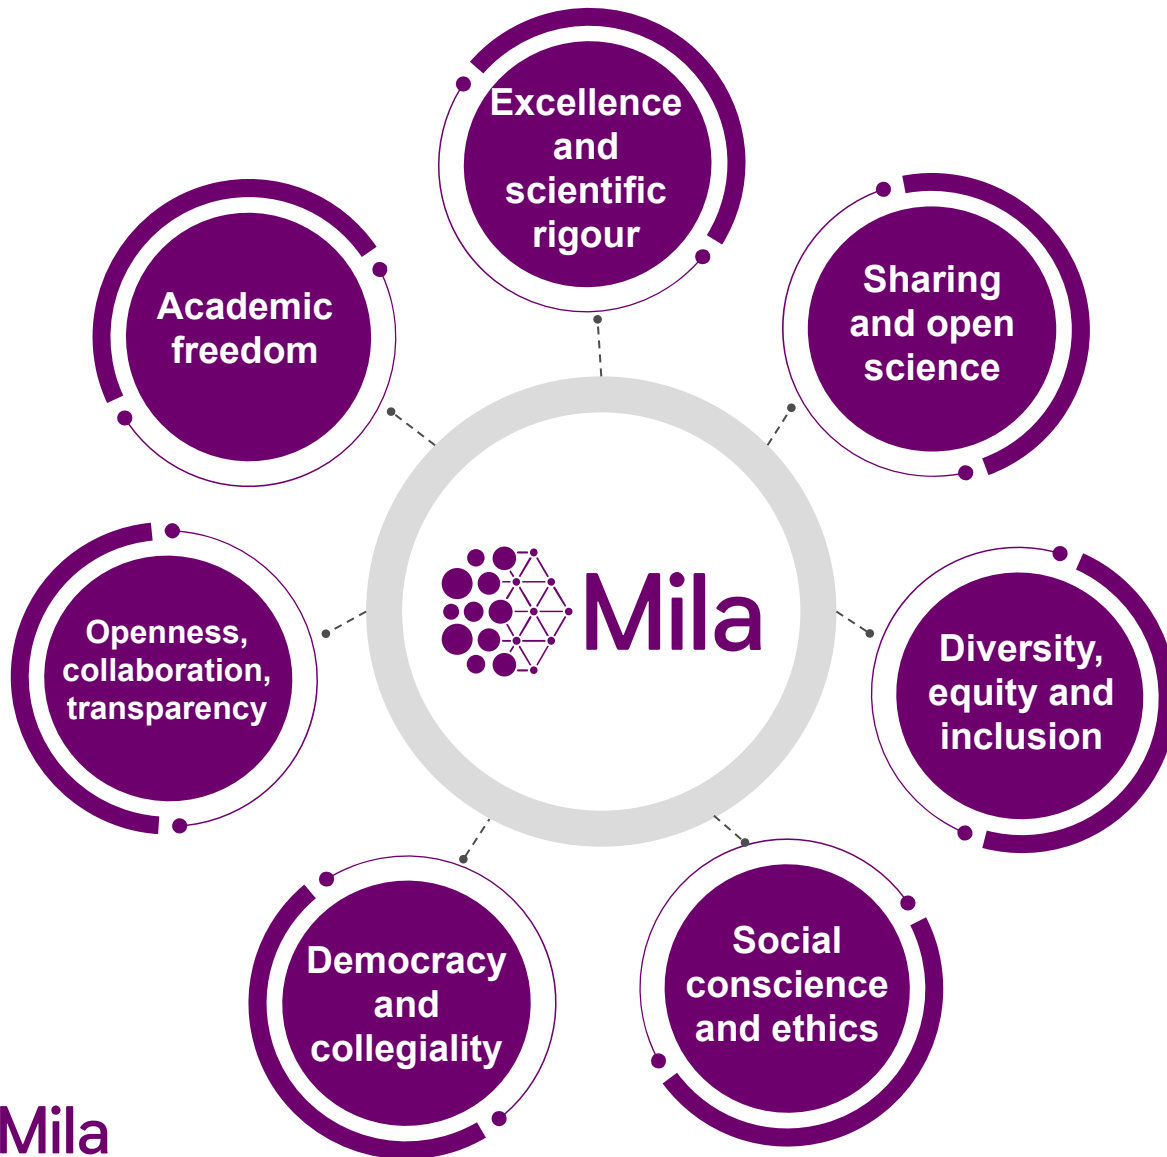 Excellence
and
scientific
rigour
Sharing
and open
science
Academic
freedom
Mila
Openness,
collaboration,
transparency
Diversity,
equity and
inclusion
Social
conscience
and ethics
Democracy
and
collegiality
Mila